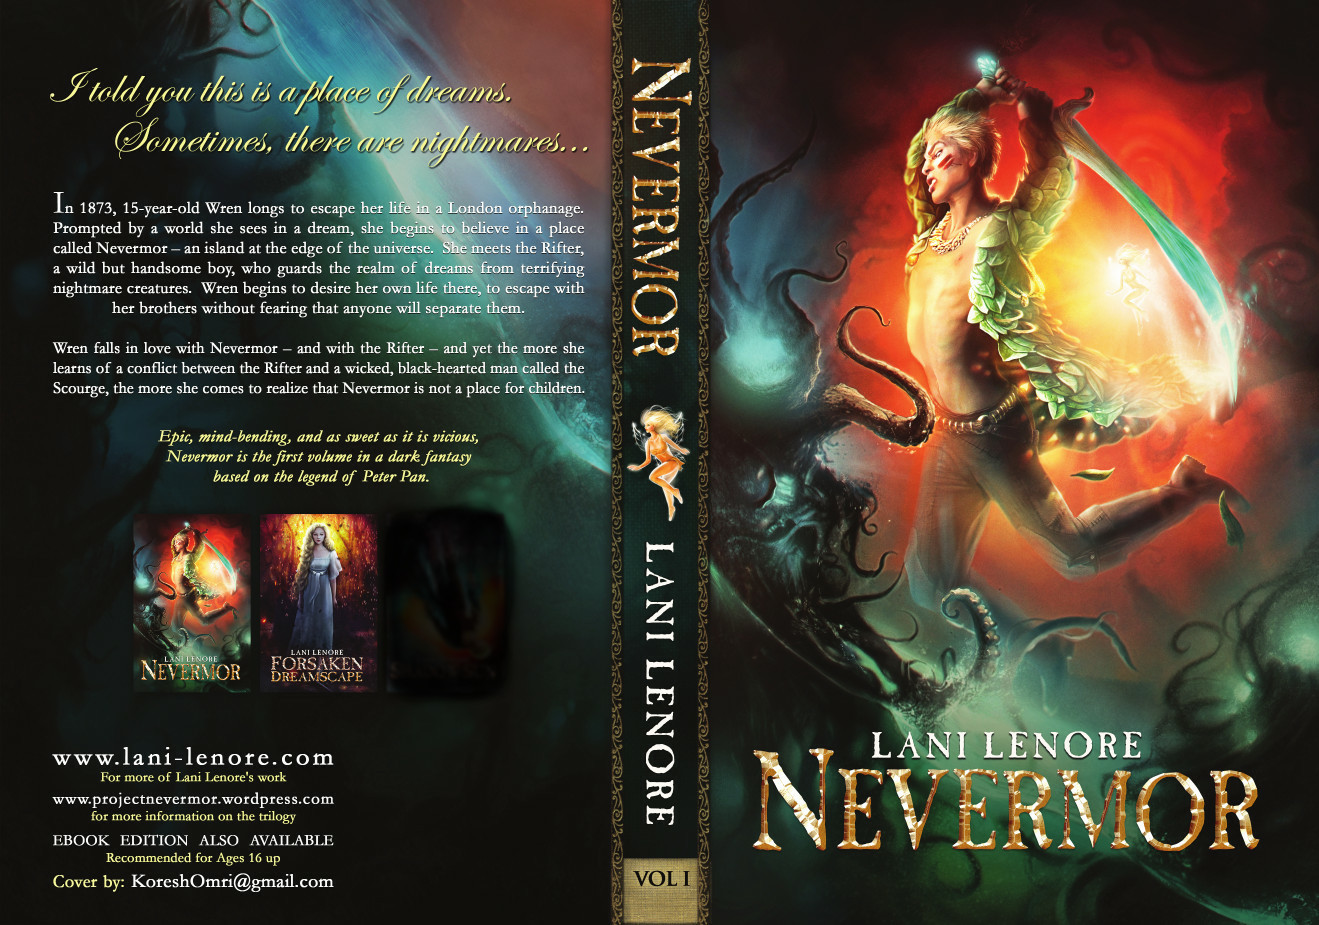 I told you this is a place of dreams.
Sometimes, there are nightmares...
In 1873, 15-year-old Wren longs to escape her life in a London orphanage.
Prompted by a world she sees in a dream, she begins to believe in a place
called Nevermor – an island at the edge of the universe. She meets the Rifter,
a wild but handsome boy, who guards the realm of dreams from terrifying
nightmare creatures. Wren begins to desire her own life there, to escape with
her brothers without fearing that anyone will separate them.
Wren falls in love with Nevermor – and with the Rifter – and yet the more she
learns of a conflict between the Rifter and a wicked, black-hearted man called the
Scourge, the more she comes to realize that Nevermor is not a place for children.
Epic, mind-bending, and as sweet as it is vicious,
Nevermor is the first volume in a dark fantasy
based on the legend of Peter Pan.
LANI LENORE
NEVERMOR
LANI LENORE
FORSAKEN
DREAMSCAPE
www.lani-lenore.com
For more of Lani Lenore's work
www.projectnevermor.wordpress.com
for more information on the trilogy
EBOOK EDITION ALSO AVAILABLE
Recommended for Ages 16 up
Cover by: KoreshOmri@gmail.com
NEVERMOR
LANI LENORE
VOL I
LANI LENORE
NEVERMOR